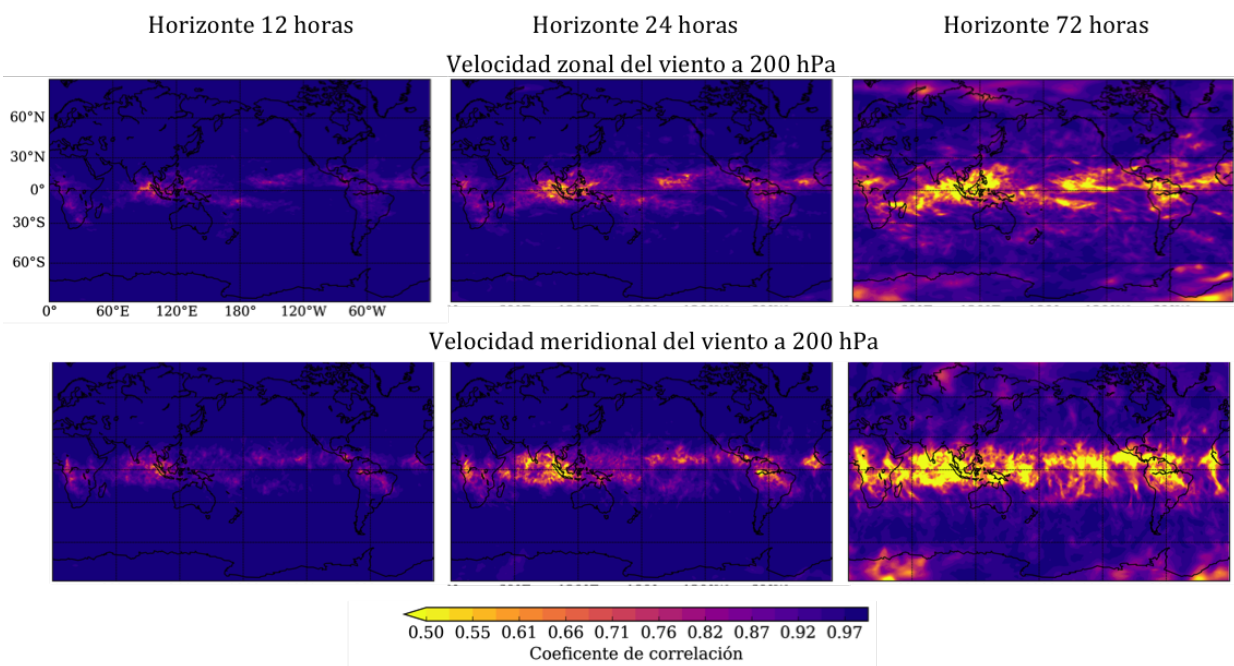 Horizonte 12 horas
Horizonte 24 horas
Horizonte 72 horas
Velocidad zonal del viento a 200 hPa
60°N
30°N
0°
30°S
60°S
0° 60°E 120°E 180° 120°W 60°W
Velocidad meridional del viento a 200 hPa
0.50 0.55 0.61 0.66 0.71 0.76 0.82 0.87 0.92 0.97
Coeficente de correlación